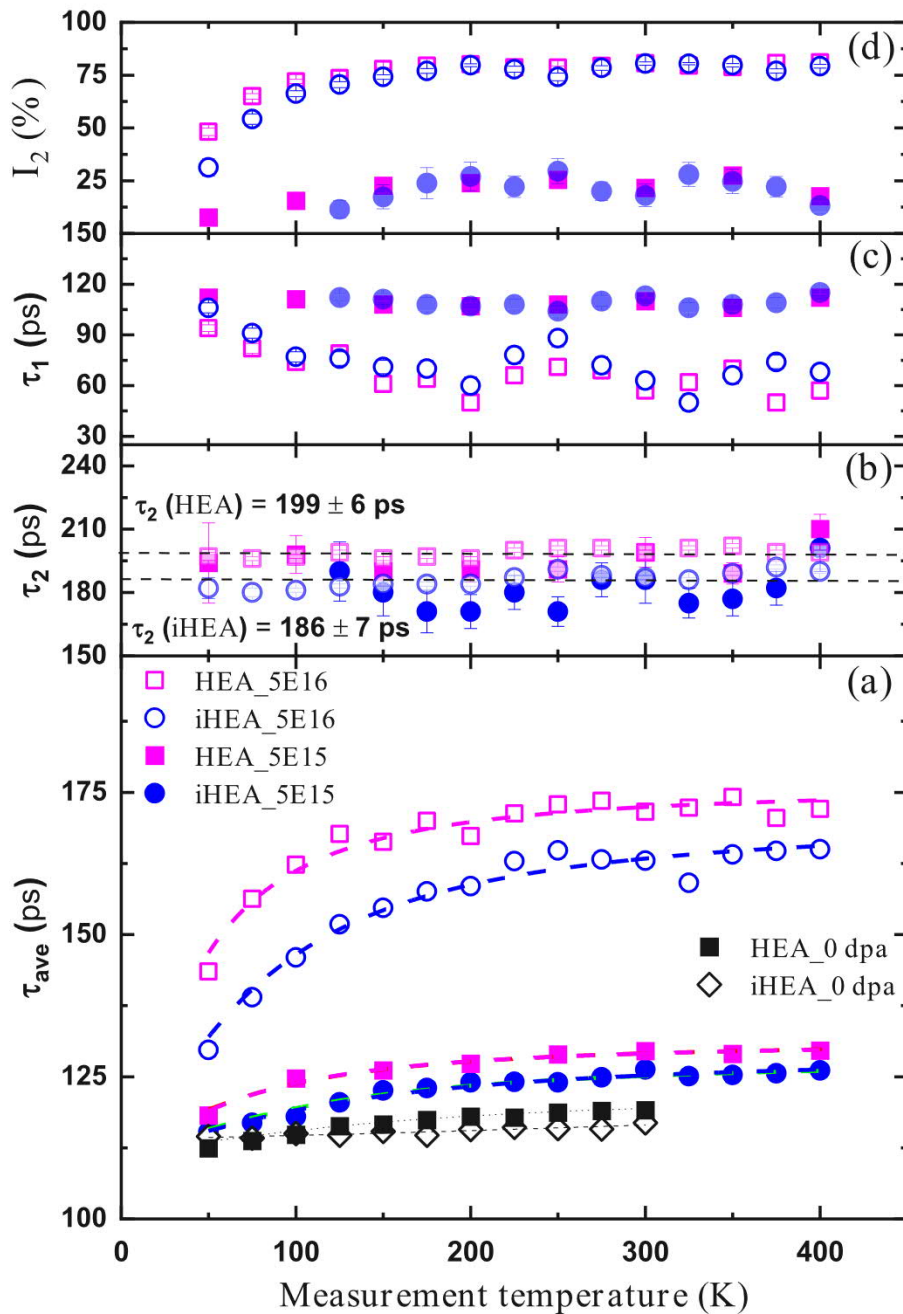 100
(d)
75
I2 (%)
50
25
150
(c)
120
τ1 (ps)
90
60
30
240
(b)
τ2 (HEA) = 199 ± 6 ps
210
τ2 (ps)
180
τ2 (iHEA) = 186 ± 7 ps
150
(a)
HEA_5E16
iHEA_5E16
HEA_5E15
iHEA_5E15
175
τave (ps)
150
HEA_0 dpa
iHEA_0 dpa
125
100
0 100 200 300 400
Measurement temperature (K)